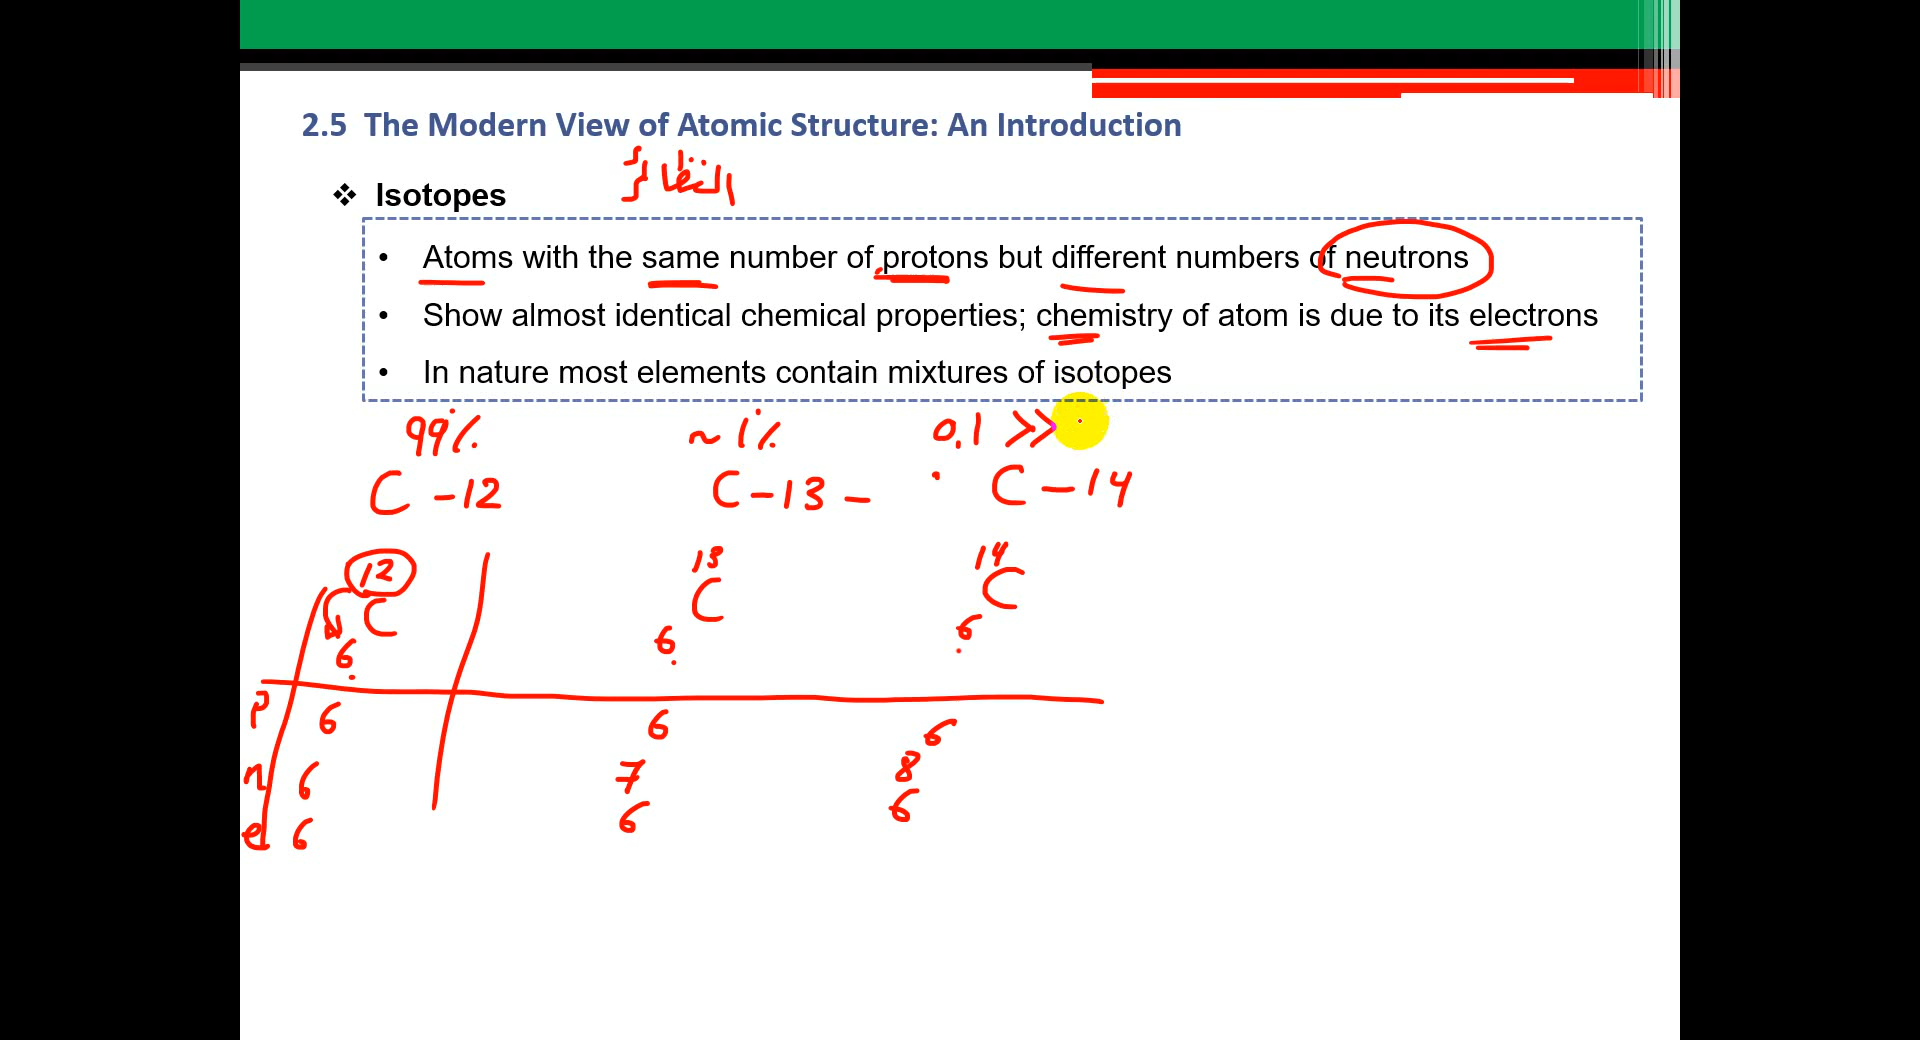 2.5 The Modern View of Atomic Structure: An Introduction
النظائر
❖ Isotopes
• Atoms with the same number of protons but different numbers of neutrons
• Show almost identical chemical properties; chemistry of atom is due to its electrons
• In nature most elements contain mixtures of isotopes
99% ~1% 0.1 >>
C-12 C-13- C-14
12 13 14
C C C
6 6 6
P 6 6 6
n 6 7 8
e 6 6 6